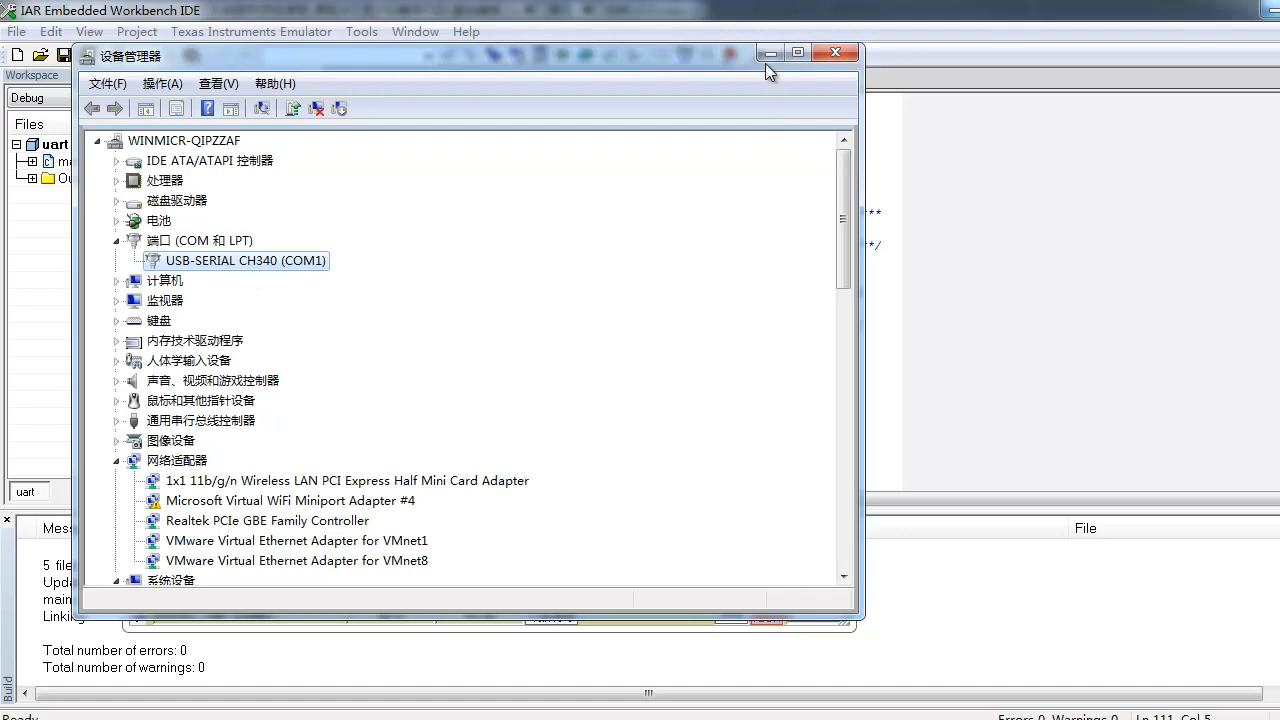 IAR Embedded Workbench IDE
File Edit View Project Texas Instruments Emulator Tools Window Help
Workspace
设备管理器
文件(F) 操作(A) 查看(V) 帮助(H)
Debug
Files
uart
WINMICR-QIPZZAF
IDE ATA/ATAPI 控制器
处理器
磁盘驱动器
电池
**
端口 (COM 和 LPT)
*/
USB-SERIAL CH340 (COM1)
计算机
监视器
键盘
内存技术驱动程序
人体学输入设备
声音、视频和游戏控制器
鼠标和其他指针设备
通用串行总线控制器
图像设备
网络适配器
1x1 11b/g/n Wireless LAN PCI Express Half Mini Card Adapter
uart
Microsoft Virtual WiFi Miniport Adapter #4
Realtek PCIe GBE Family Controller
Mess
File
VMware Virtual Ethernet Adapter for VMnet1
VMware Virtual Ethernet Adapter for VMnet8
5 file
系统设备
Upda
main
Linking
Total number of errors: 0
Total number of warnings: 0
Build
Ready
Errors 0, Warnings 0 Ln 111, Col 5